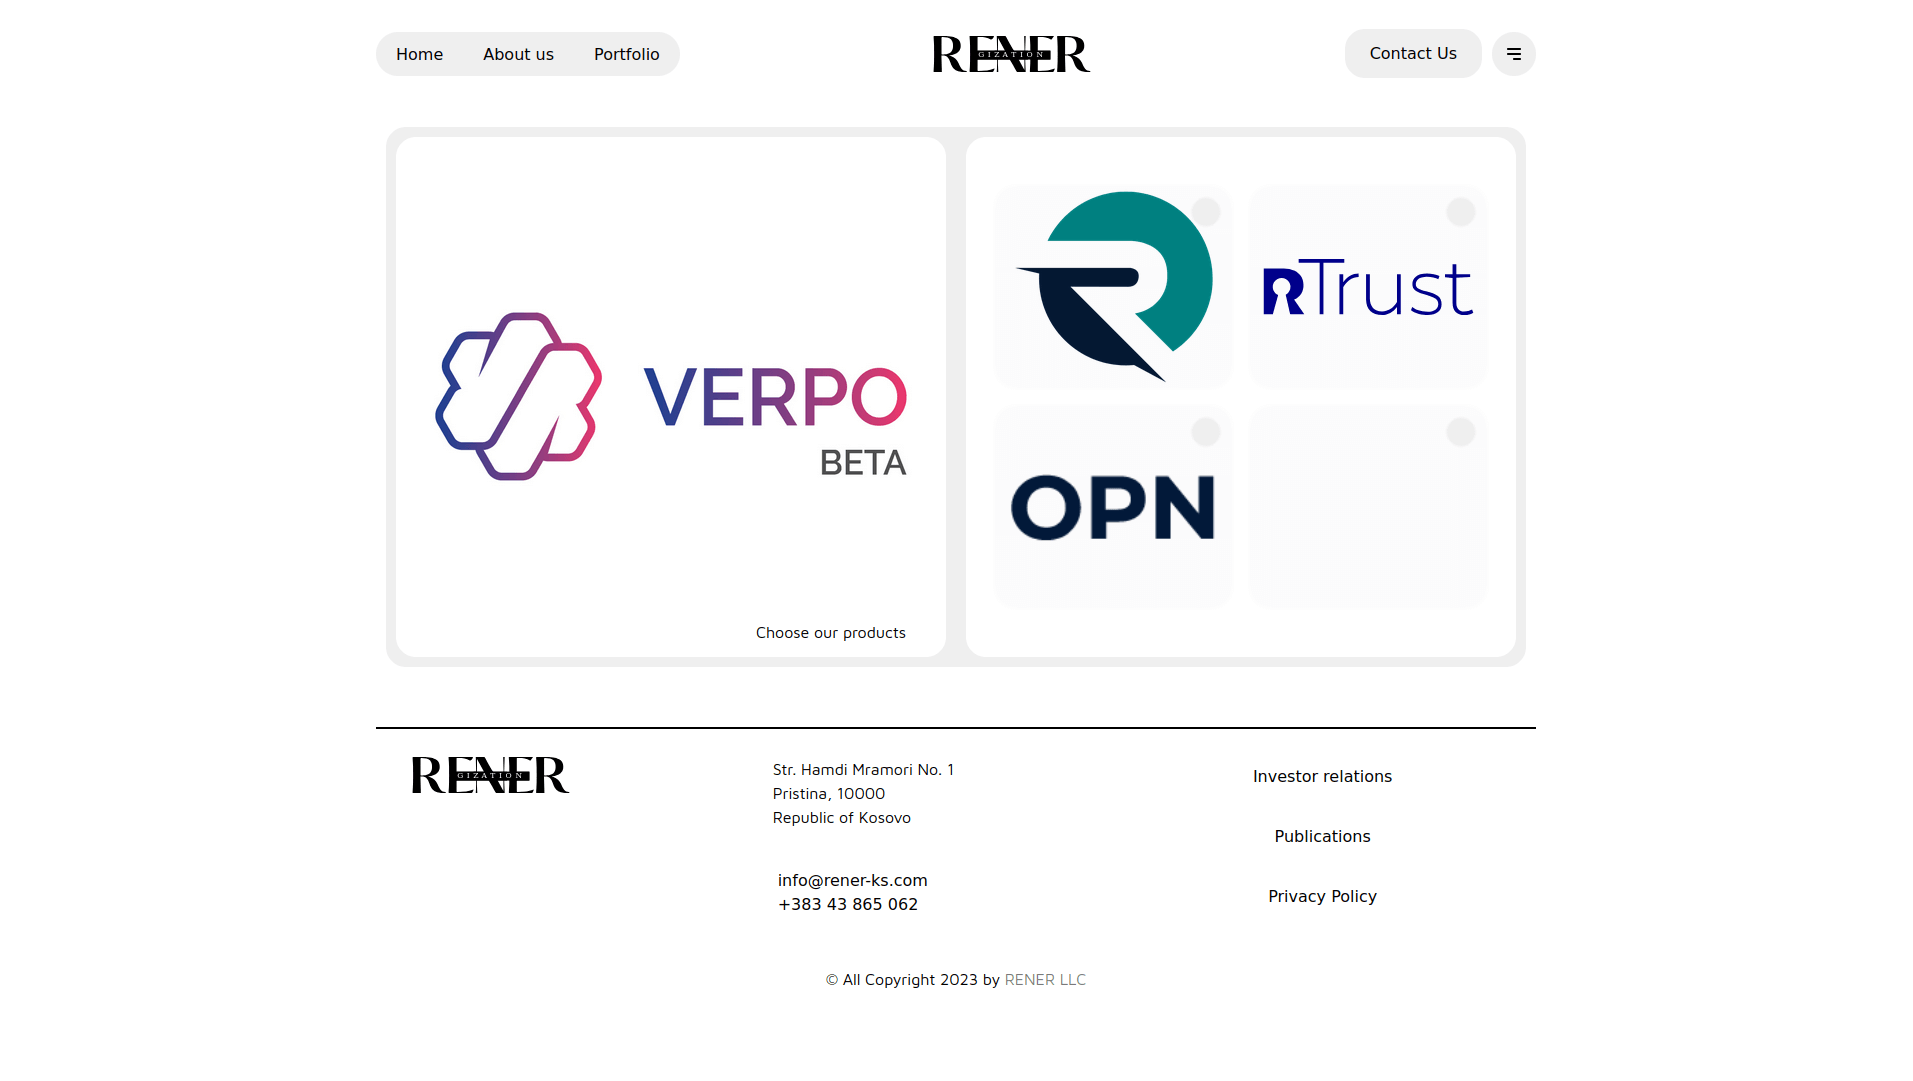 Home About us Portfolio
RENER
GIZATION
Contact Us
VERPO
BETA
Choose our products
R
RTrust
OPN
RENER
GIZATION
Str. Hamdi Mramori No. 1
Pristina, 10000
Republic of Kosovo
info@rener-ks.com
+383 43 865 062
Investor relations
Publications
Privacy Policy
© All Copyright 2023 by RENER LLC